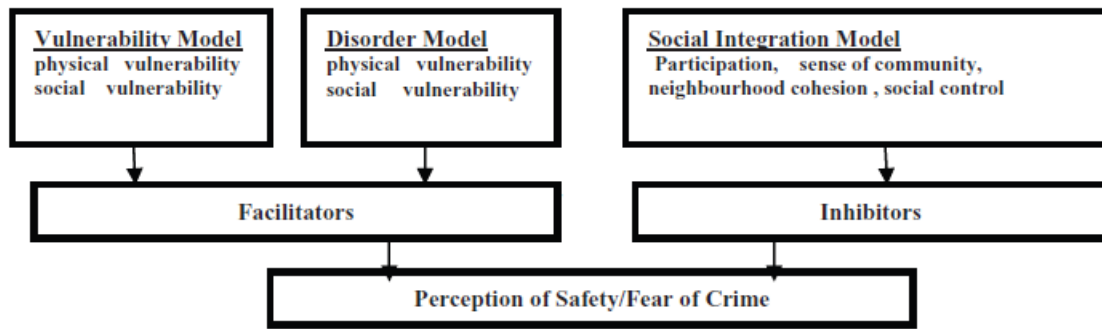 Vulnerability Model
physical vulnerability
social vulnerability
Disorder Model
physical vulnerability
social vulnerability
Social Integration Model
Participation, sense of community,
neighbourhood cohesion , social control
Facilitators
Inhibitors
Perception of Safety/Fear of Crime